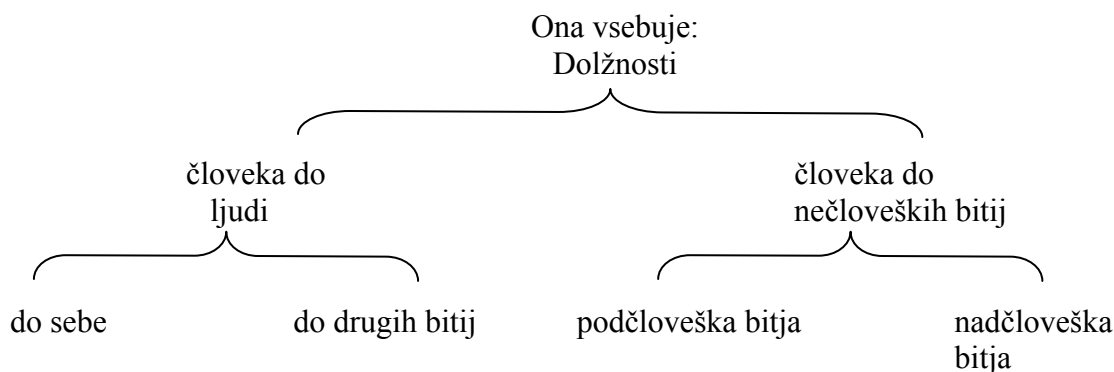 Ona vsebuje:
Dolžnosti
človeka do
ljudi
človeka do
nečloveških bitij
do sebe
do drugih bitij
podčloveška bitja
nadčloveška
bitja